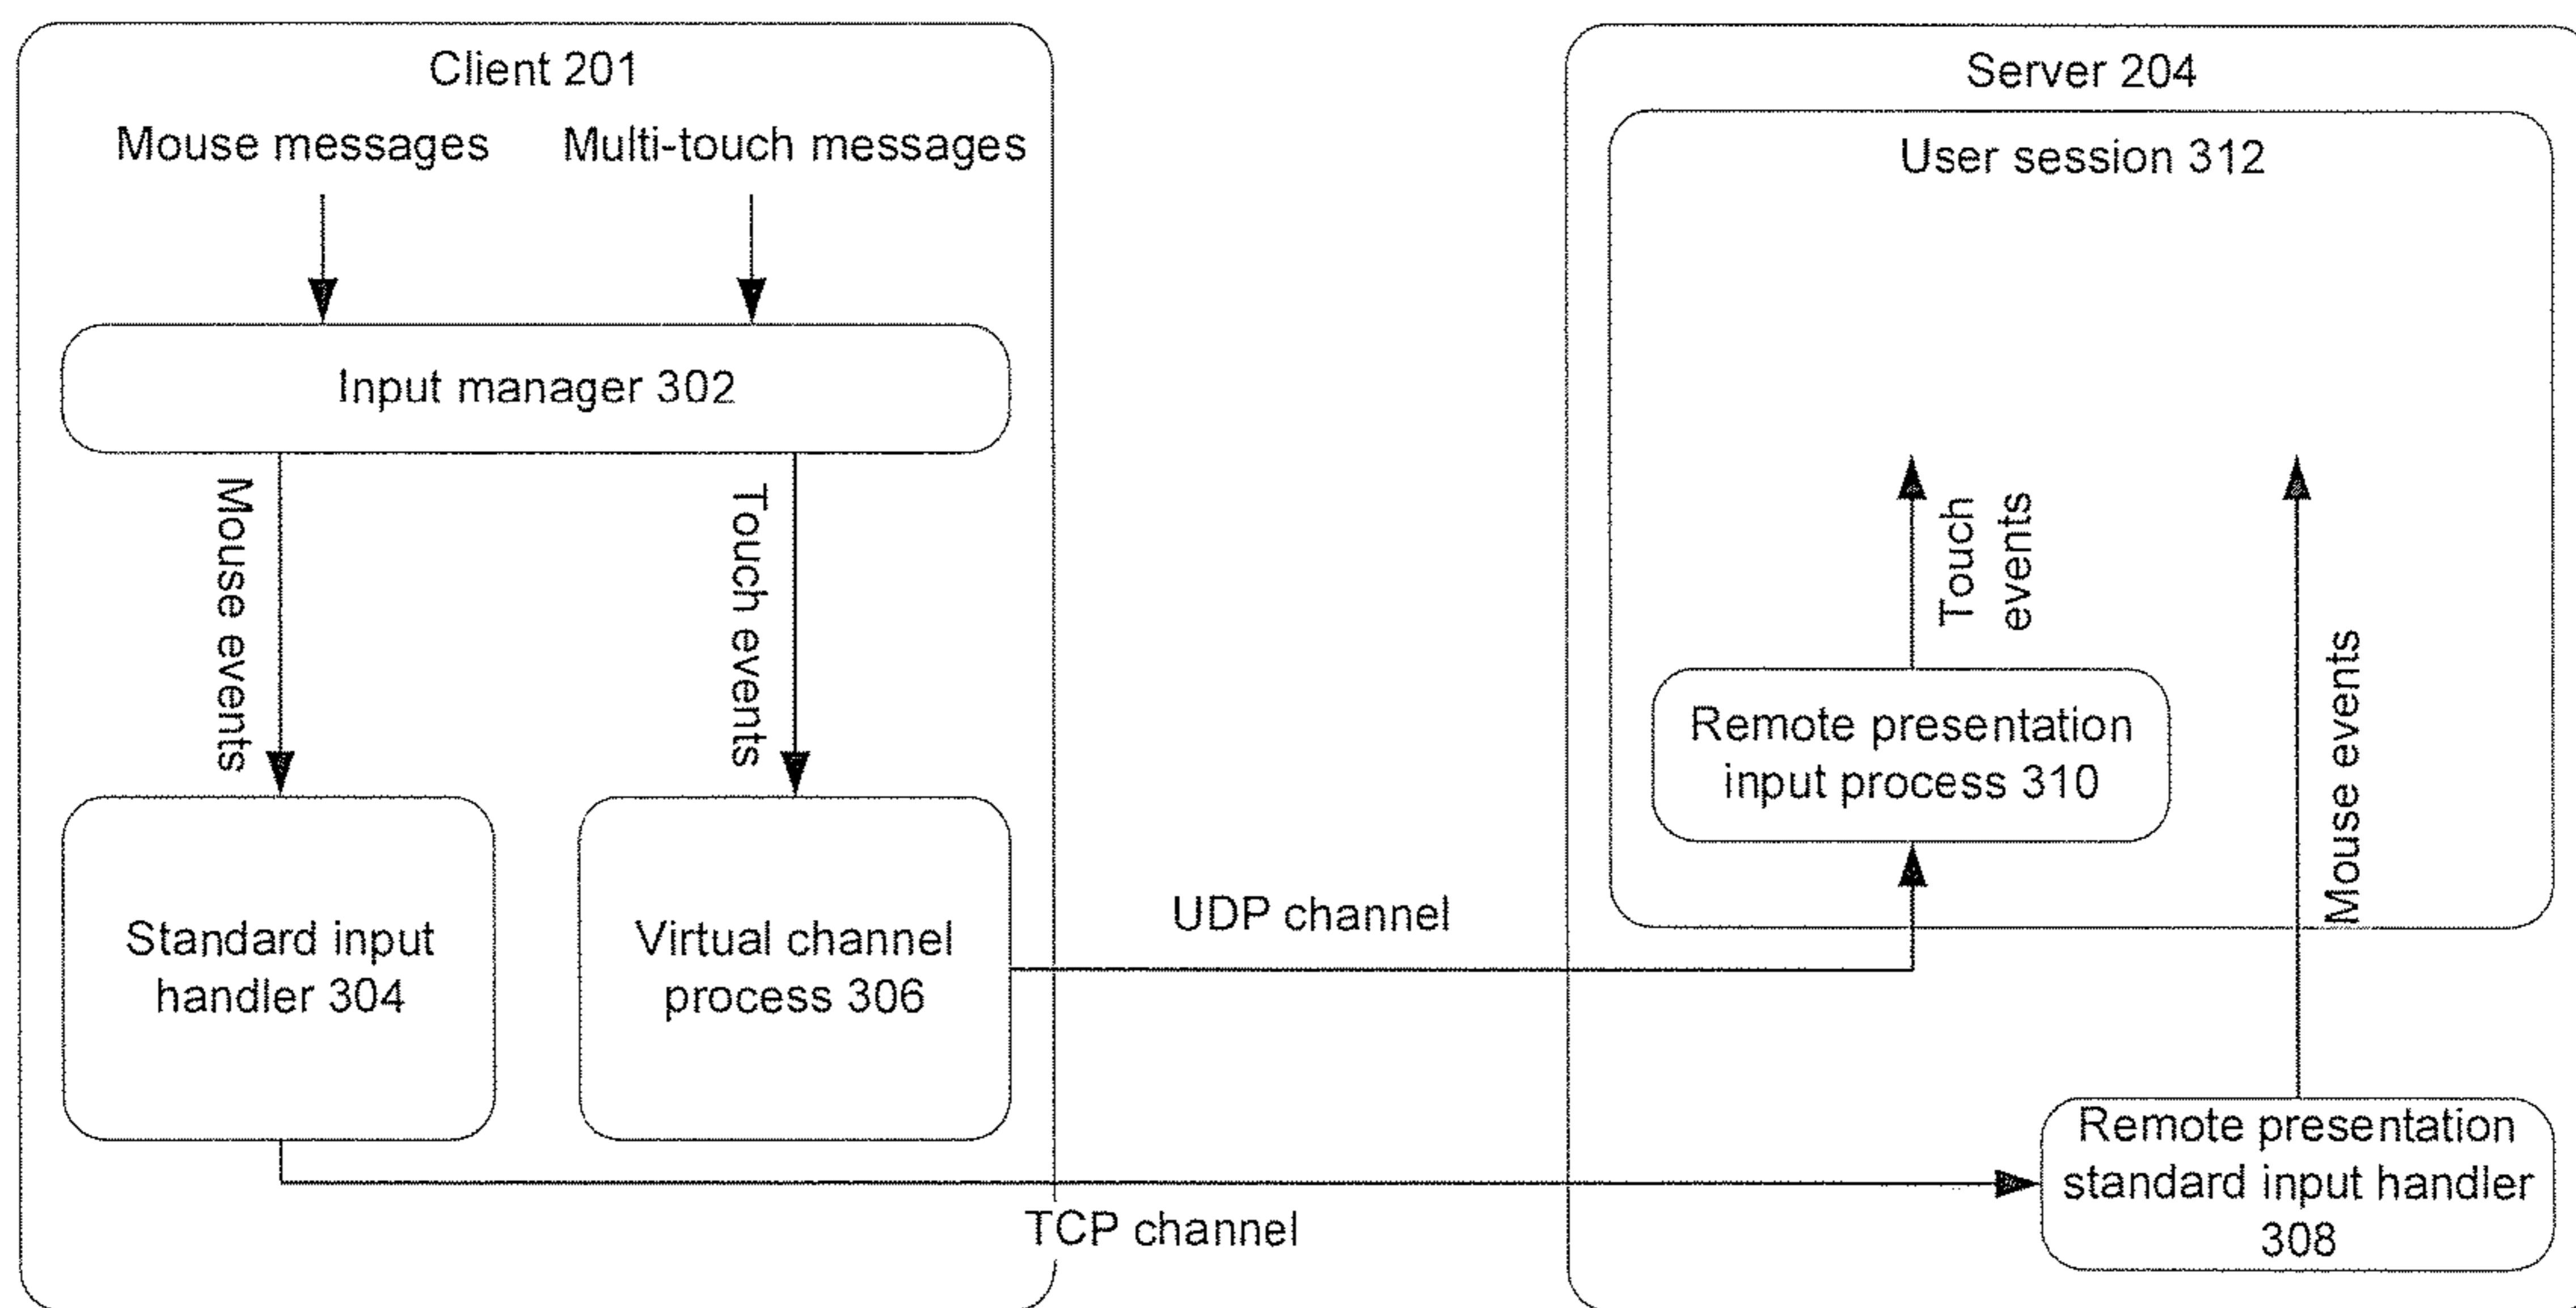 Client 201
Mouse messages
Multi-touch messages
Input manager 302
Mouse events
Touch events
Standard input
handler 304
Virtual channel
process 306
UDP channel
TCP channel
Server 204
User session 312
Touch
events
Mouse events
Remote presentation
input process 310
Remote presentation
standard input handler
308